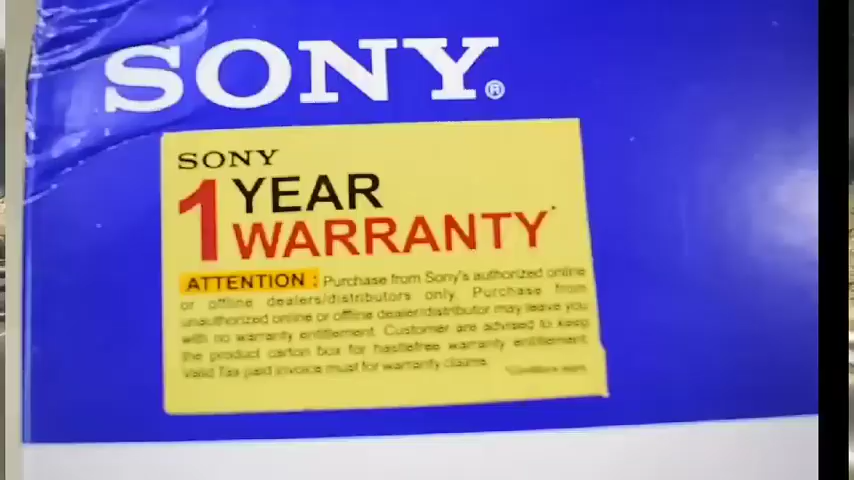 SONY®
SONY
1 YEAR
WARRANTY*
ATTENTION : Purchase from Sony's authorized online
or offline dealers/distributors only. Purchase from
unauthorized online or offline dealer/distributor may leave you
with no warranty entitlement. Customer are advised to keep
the product carton box for hastlefree warranty entitlement.
Valid Tax paid invoice must for warranty claims.